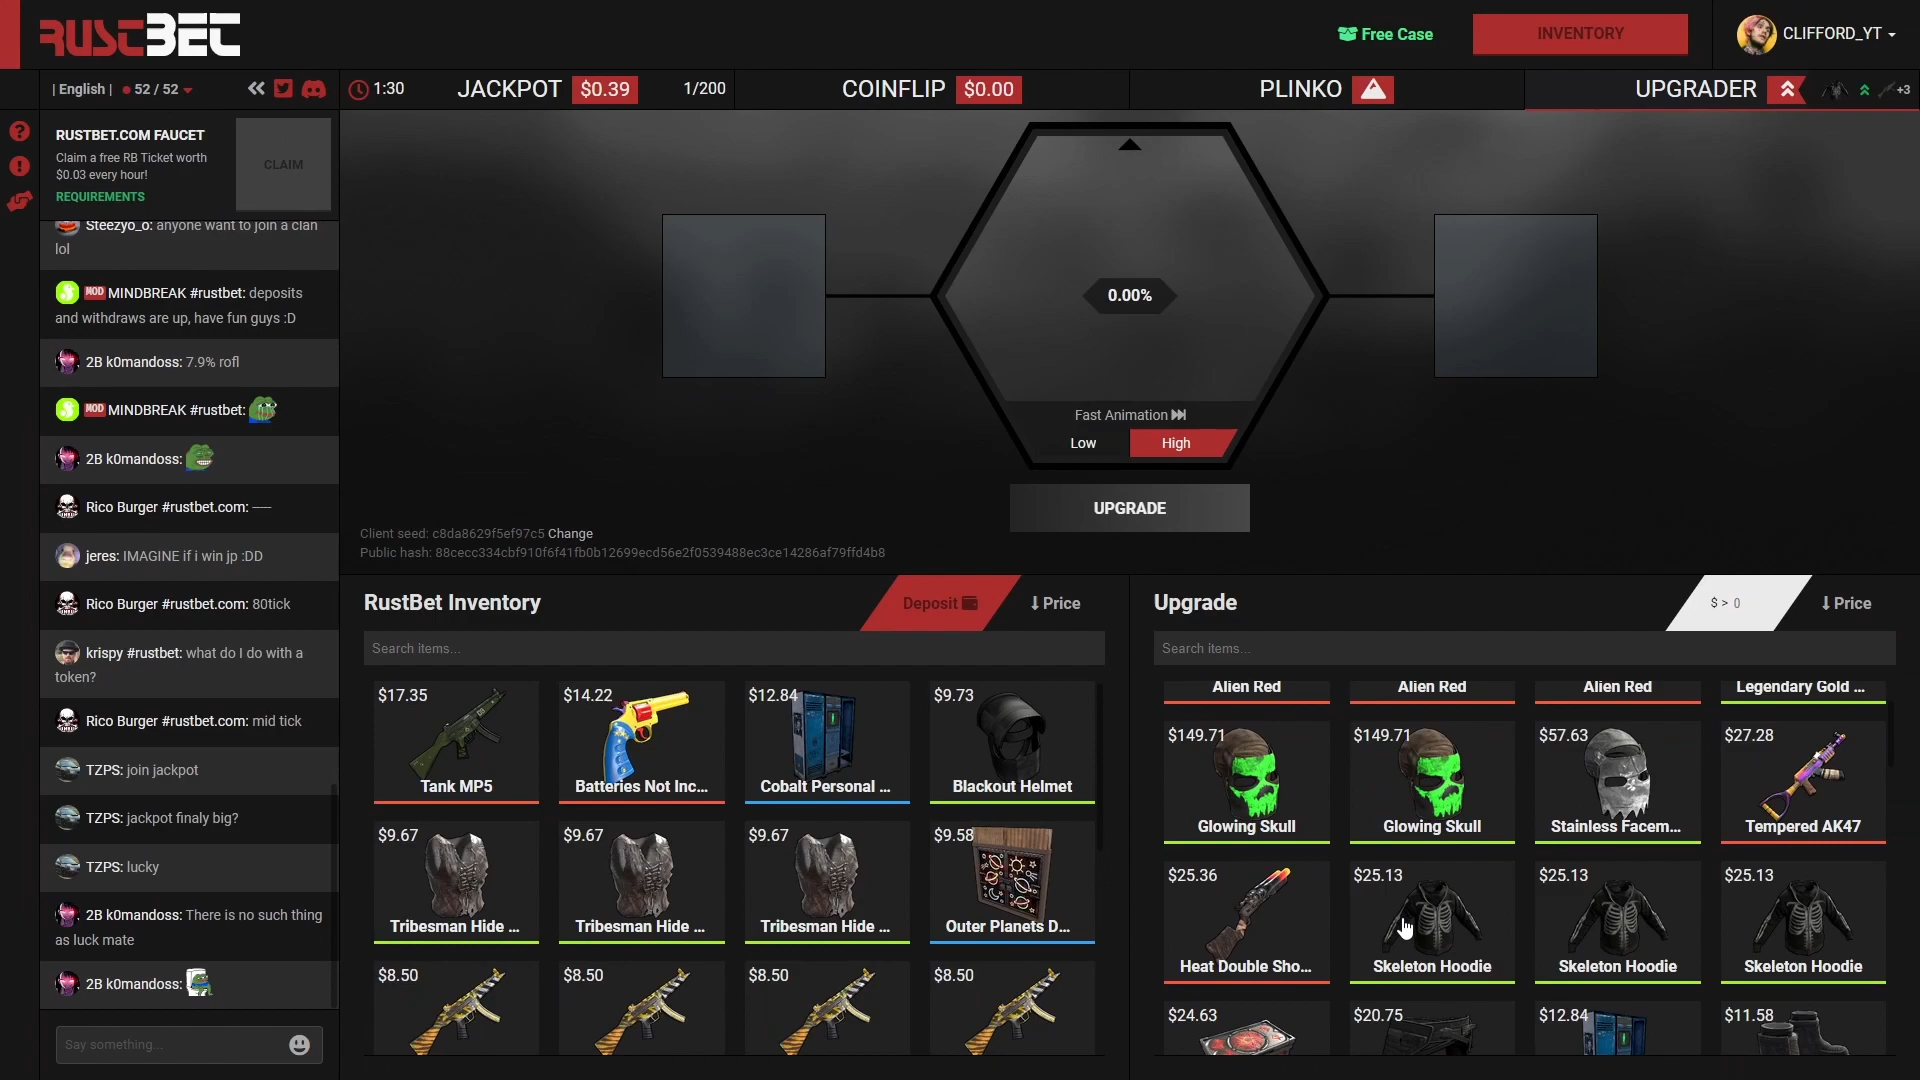 RUSTBET
Free Case
INVENTORY
CLIFFORD_YT
| English | 52 / 52
1:30
JACKPOT $0.39 1/200
COINFLIP $0.00
PLINKO
UPGRADER
+3
RUSTBET.COM FAUCET
Claim a free RB Ticket worth
$0.03 every hour!
REQUIREMENTS
CLAIM
Steezyo_o: anyone want to join a clan
lol
MOD MINDBREAK #rustbet: deposits
and withdraws are up, have fun guys :D
2B k0mandoss: 7.9% rofl
MOD MINDBREAK #rustbet:
2B k0mandoss:
Rico Burger #rustbet.com: -----
jeres: IMAGINE if i win jp :DD
Rico Burger #rustbet.com: 80tick
krispy #rustbet: what do I do with a
token?
Rico Burger #rustbet.com: mid tick
TZPS: join jackpot
TZPS: jackpot finaly big?
TZPS: lucky
2B k0mandoss: There is no such thing
as luck mate
2B k0mandoss:
Say something...
0.00%
Fast Animation
Low High
UPGRADE
Client seed: c8da8629f5ef97c5 Change
Public hash: 88cecc334cbf910f6f41fb0b12699ecd56e2f0539488ec3ce14286af79ffd4b8
RustBet Inventory
Deposit
Price
Search items...
$17.35 $14.22 $12.84 $9.73
Tank MP5 Batteries Not Inc... Cobalt Personal ... Blackout Helmet
$9.67 $9.67 $9.67 $9.58
Tribesman Hide ... Tribesman Hide ... Tribesman Hide ... Outer Planets D...
$8.50 $8.50 $8.50 $8.50
Upgrade
$ > 0
Price
Search items...
Alien Red Alien Red Alien Red Legendary Gold ...
$149.71 $149.71 $57.63 $27.28
Glowing Skull Glowing Skull Stainless Facem... Tempered AK47
$25.36 $25.13 $25.13 $25.13
Heat Double Sho... Skeleton Hoodie Skeleton Hoodie Skeleton Hoodie
$24.63 $20.75 $12.84 $11.58